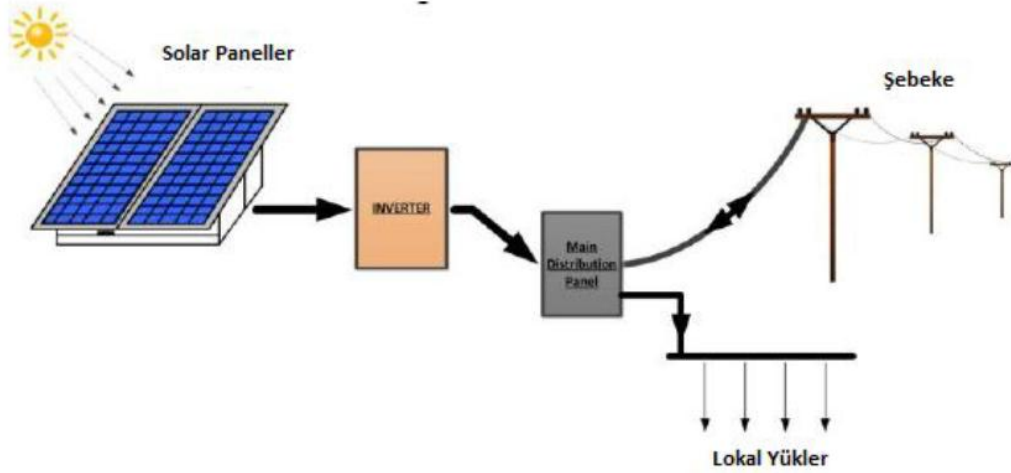 Solar Paneller
Şebeke
INVERTER
Main
Distribution
Panel
Lokal Yükler